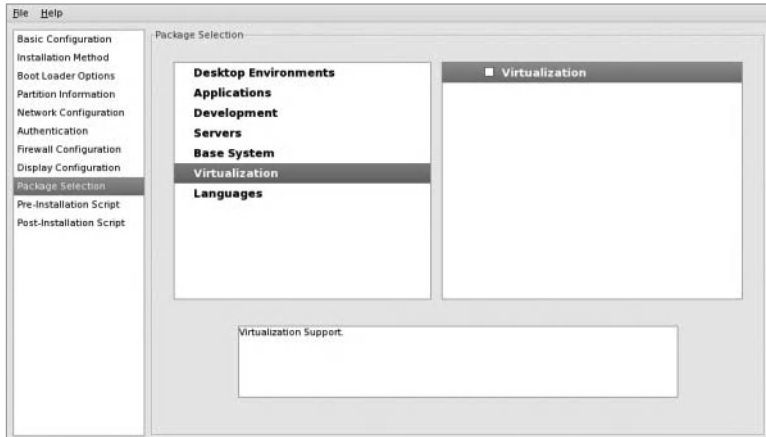 File Help
Basic Configuration
Installation Method
Boot Loader Options
Partition Information
Network Configuration
Authentication
Firewall Configuration
Display Configuration
Package Selection
Pre-Installation Script
Post-Installation Script
Package Selection
Desktop Environments
Applications
Development
Servers
Base System
Virtualization
Languages
Virtualization
Virtualization Support.